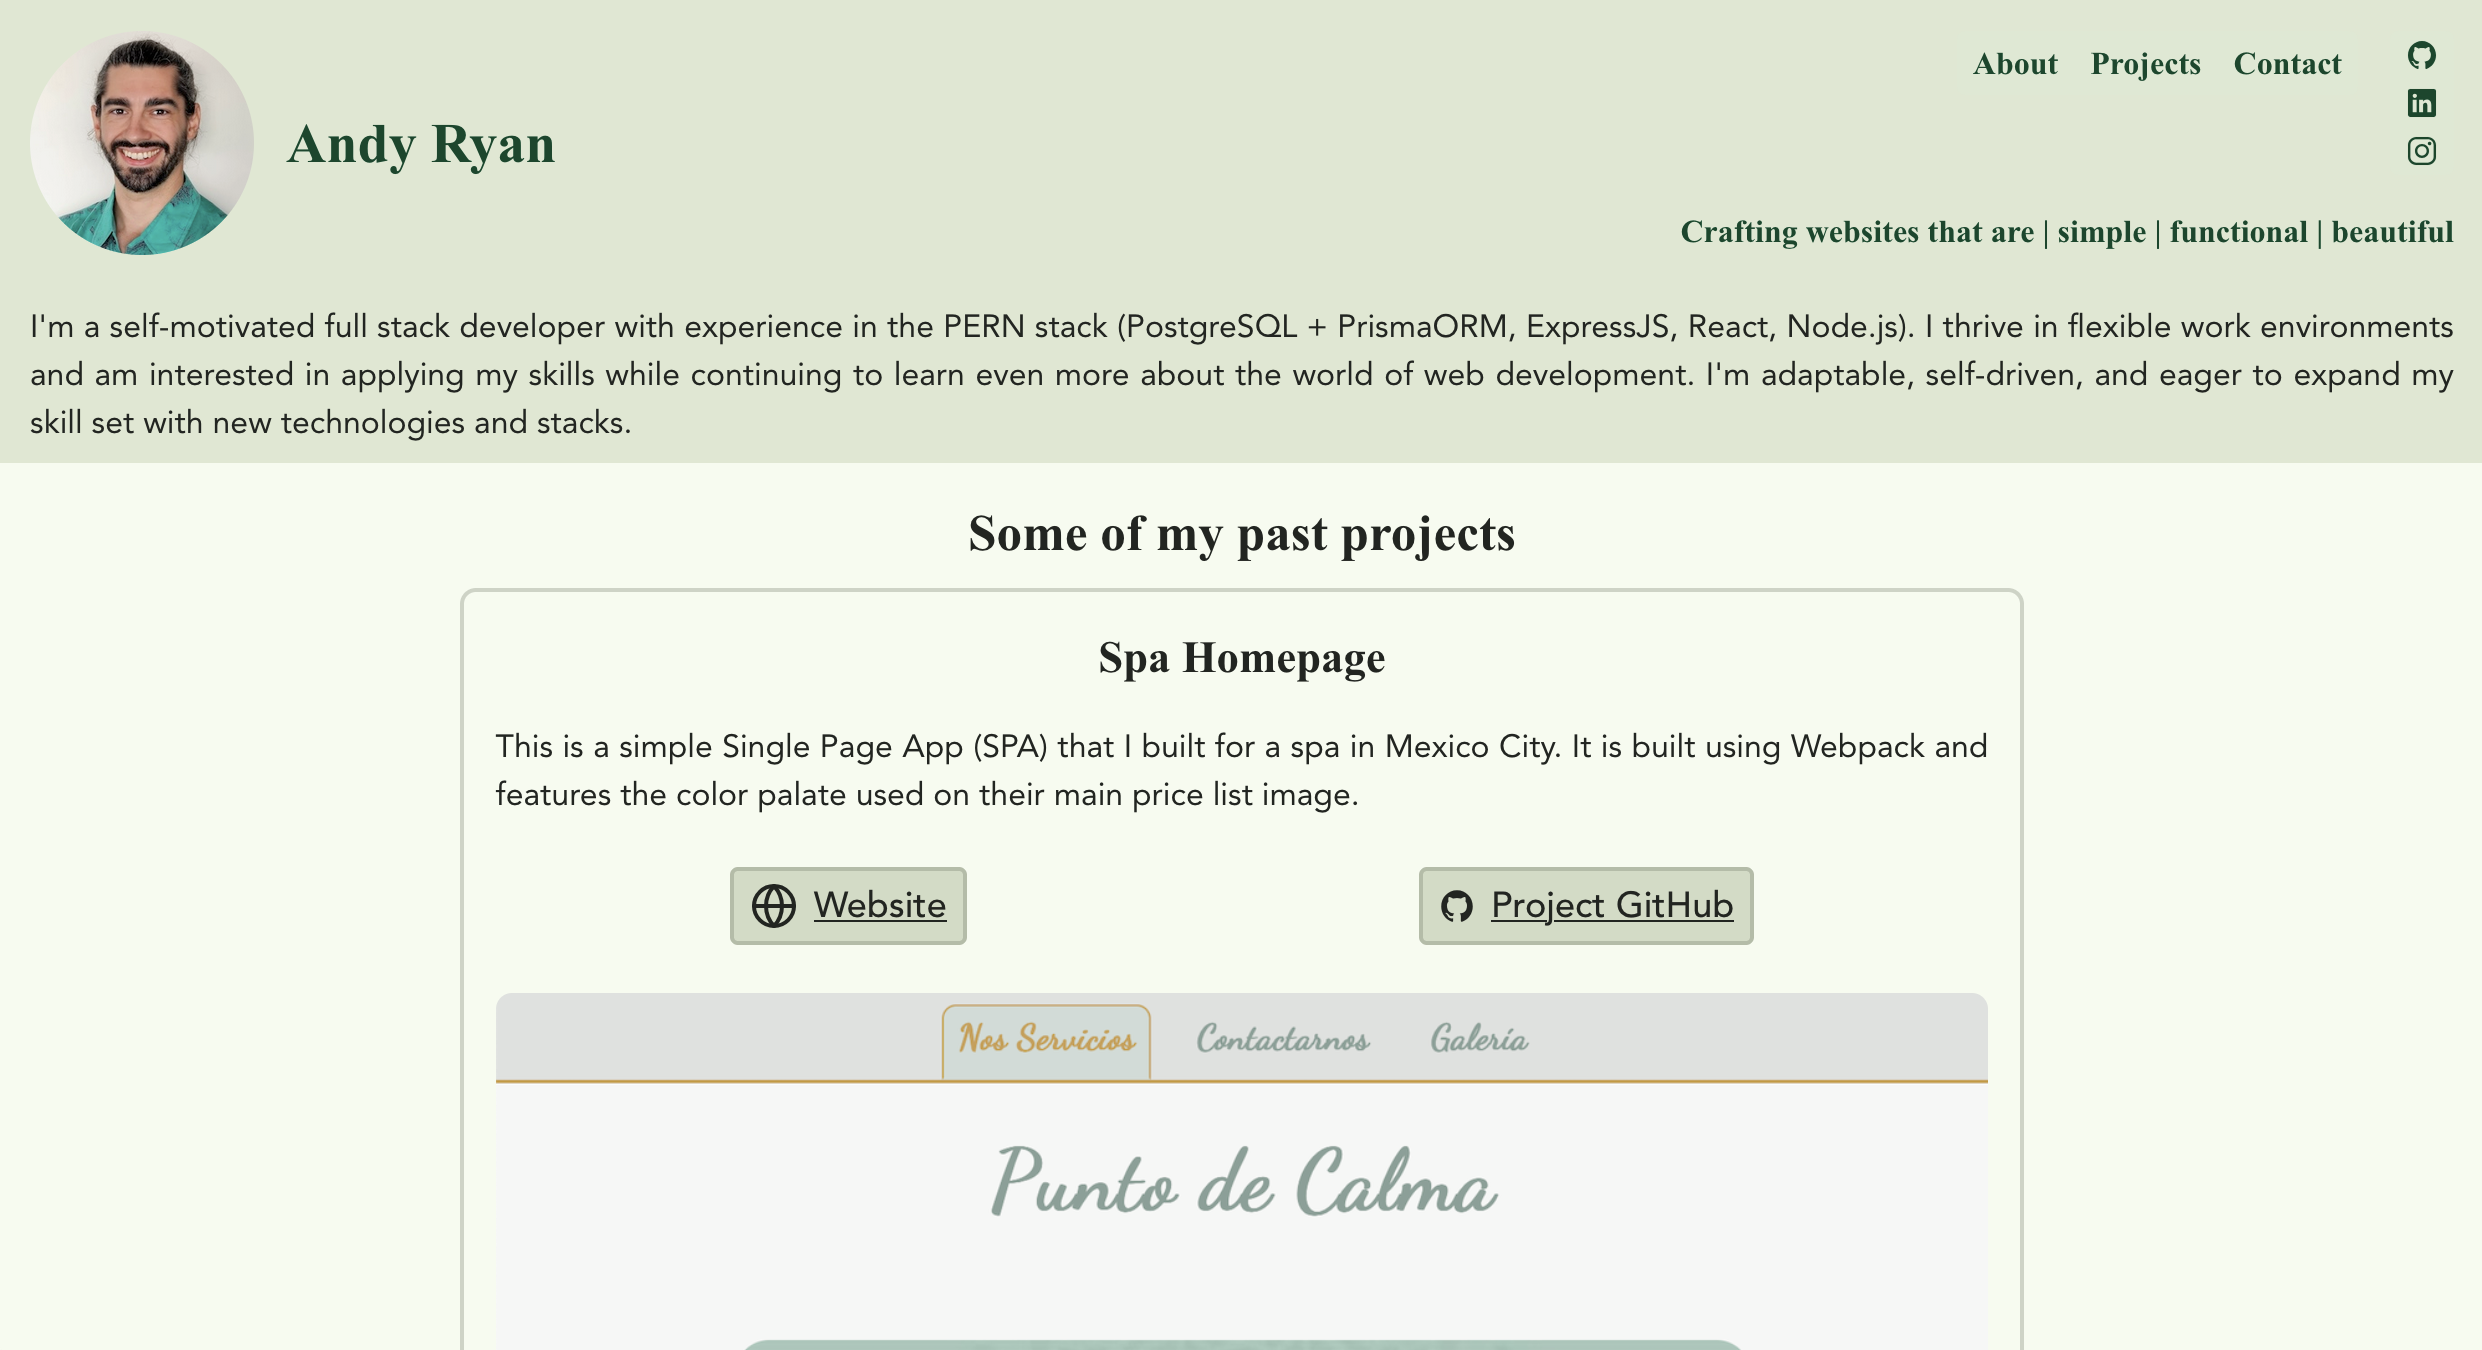 About Projects Contact
Andy Ryan
Crafting websites that are | simple | functional | beautiful
I'm a self-motivated full stack developer with experience in the PERN stack (PostgreSQL + PrismaORM, ExpressJS, React, Node.js). I thrive in flexible work environments
and am interested in applying my skills while continuing to learn even more about the world of web development. I'm adaptable, self-driven, and eager to expand my
skill set with new technologies and stacks.
Some of my past projects
Spa Homepage
This is a simple Single Page App (SPA) that I built for a spa in Mexico City. It is built using Webpack and
features the color palate used on their main price list image.
Website Project GitHub
Nos Servicios Contactarnos Galería
Punto de Calma